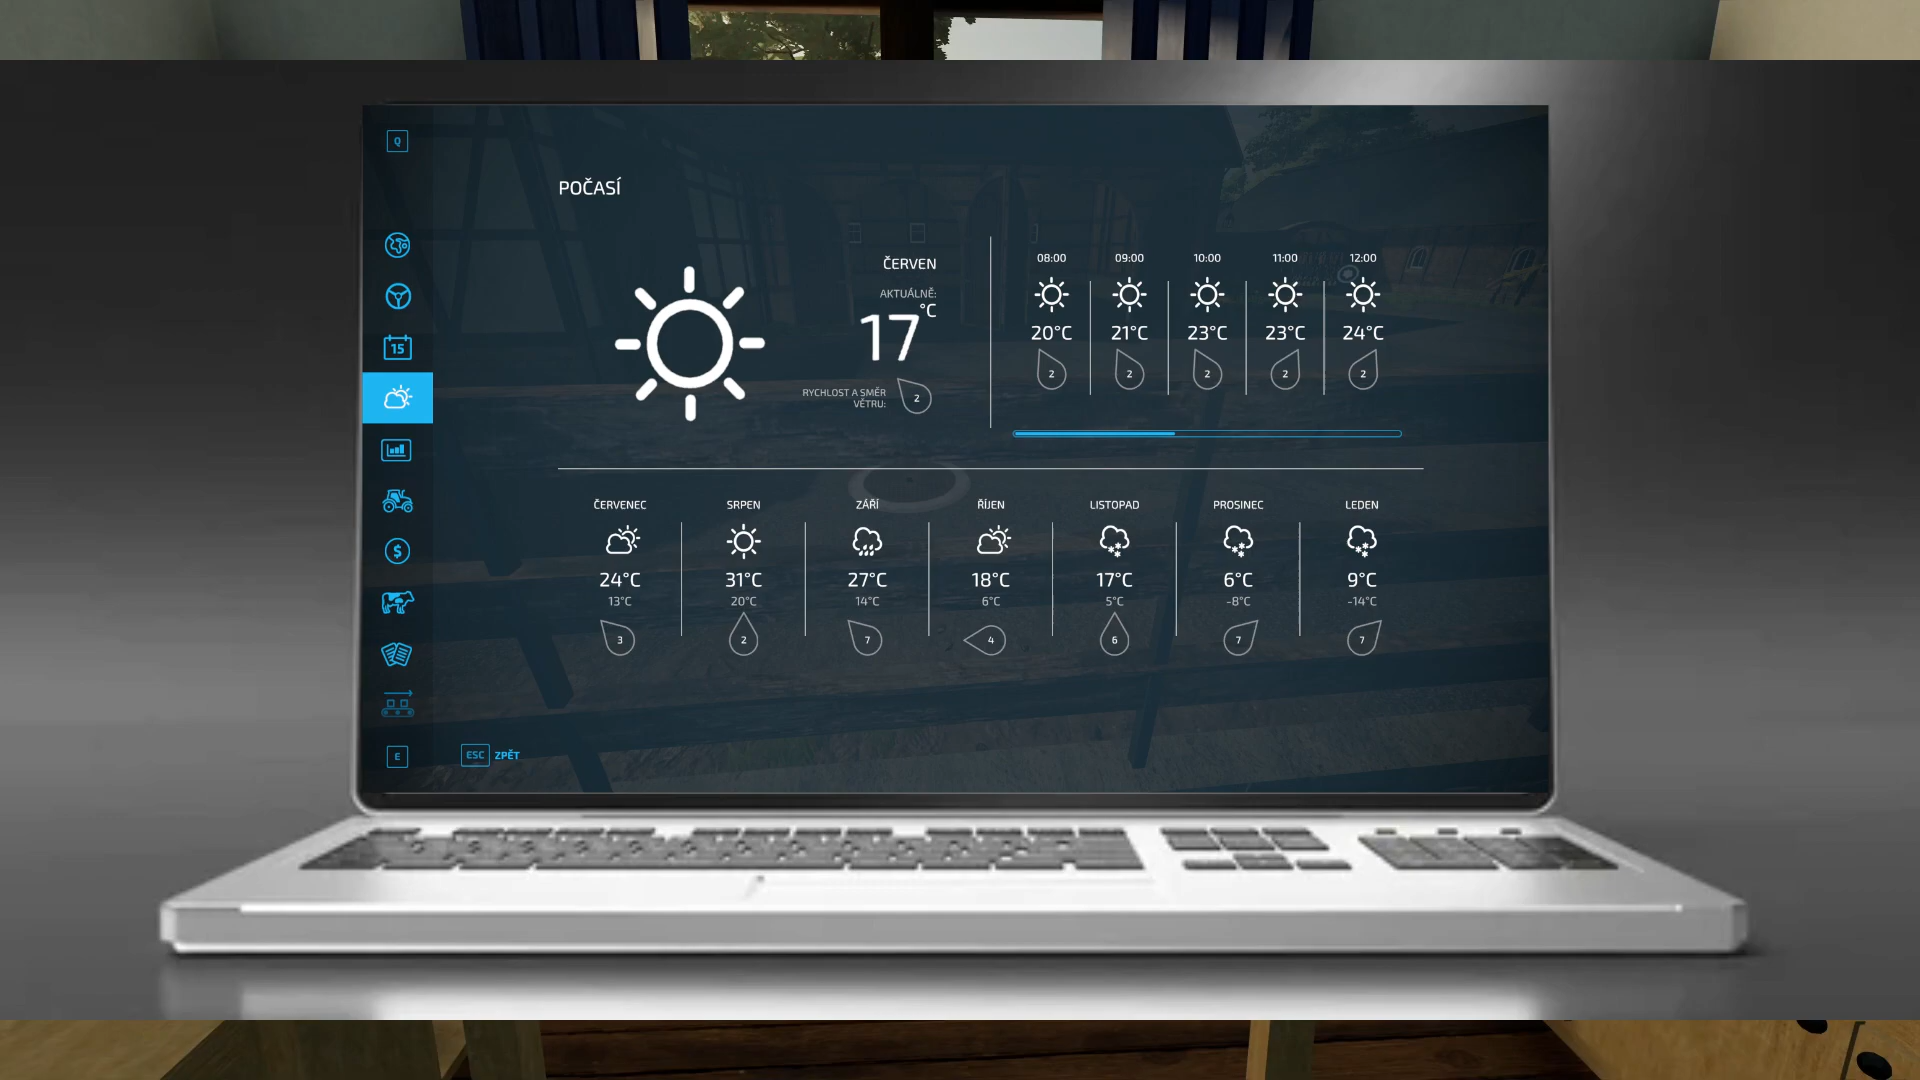 Q
POČASÍ
ČERVEN
AKTUÁLNĚ:
17 °C
RYCHLOST A SMĚR
VĚTRU:
2
08:00 09:00 10:00 11:00 12:00
20°C 21°C 23°C 23°C 24°C
2 2 2 2 2
15
$
ČERVENEC SRPEN ZÁŘÍ ŘÍJEN LISTOPAD PROSINEC LEDEN
24°C 31°C 27°C 18°C 17°C 6°C 9°C
13°C 20°C 14°C 6°C 5°C -8°C -14°C
3 2 7 4 6 7 7
E
ESC ZPĚT